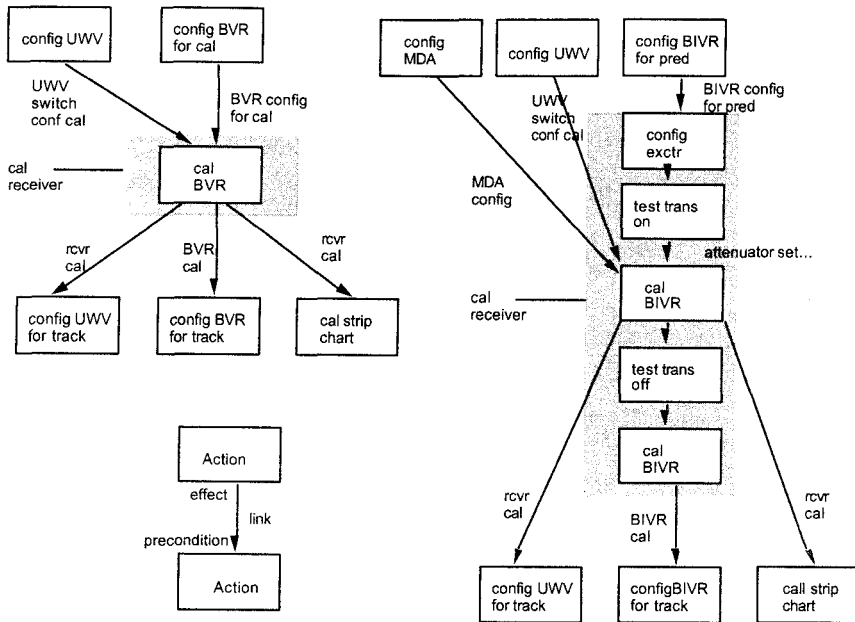 config UWV
config BVR
for cal
UWV
switch
conf cal
BVR config
for cal
cal
receiver
cal
BVR
rcvr
cal
BVR
cal
rcvr
cal
config UWV
for track
config BVR
for track
cal strip
chart
Action
effect
link
precondition
Action
config
MDA
config UWV
config BIVR
for pred
BIVR config
for pred
UWV
switch
conf cal
config
exctr
MDA
config
test trans
on
attenuator set...
cal
receiver
cal
BIVR
test trans
off
cal
BIVR
rcvr
cal
BIVR
cal
rcvr
cal
config UWV
for track
configBIVR
for track
call strip
chart